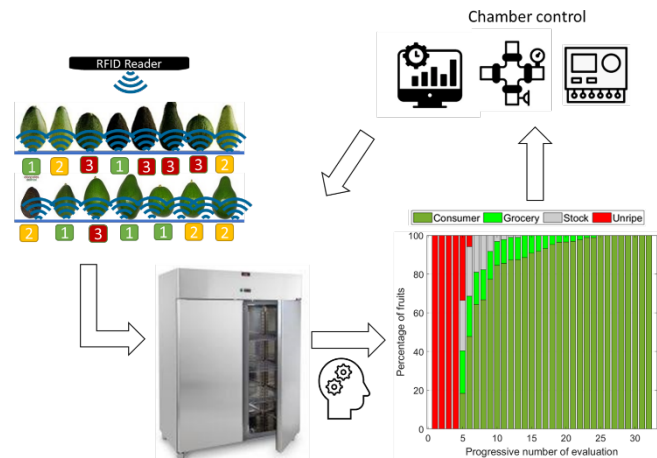 Chamber control
RFID Reader
1 2 3 1 3 3 3 2
2 1 3 1 1 2 2
Consumer Grocery Stock Unripe
Percentage of fruits
100
80
60
40
20
0
0 5 10 15 20 25 30
Progressive number of evaluation